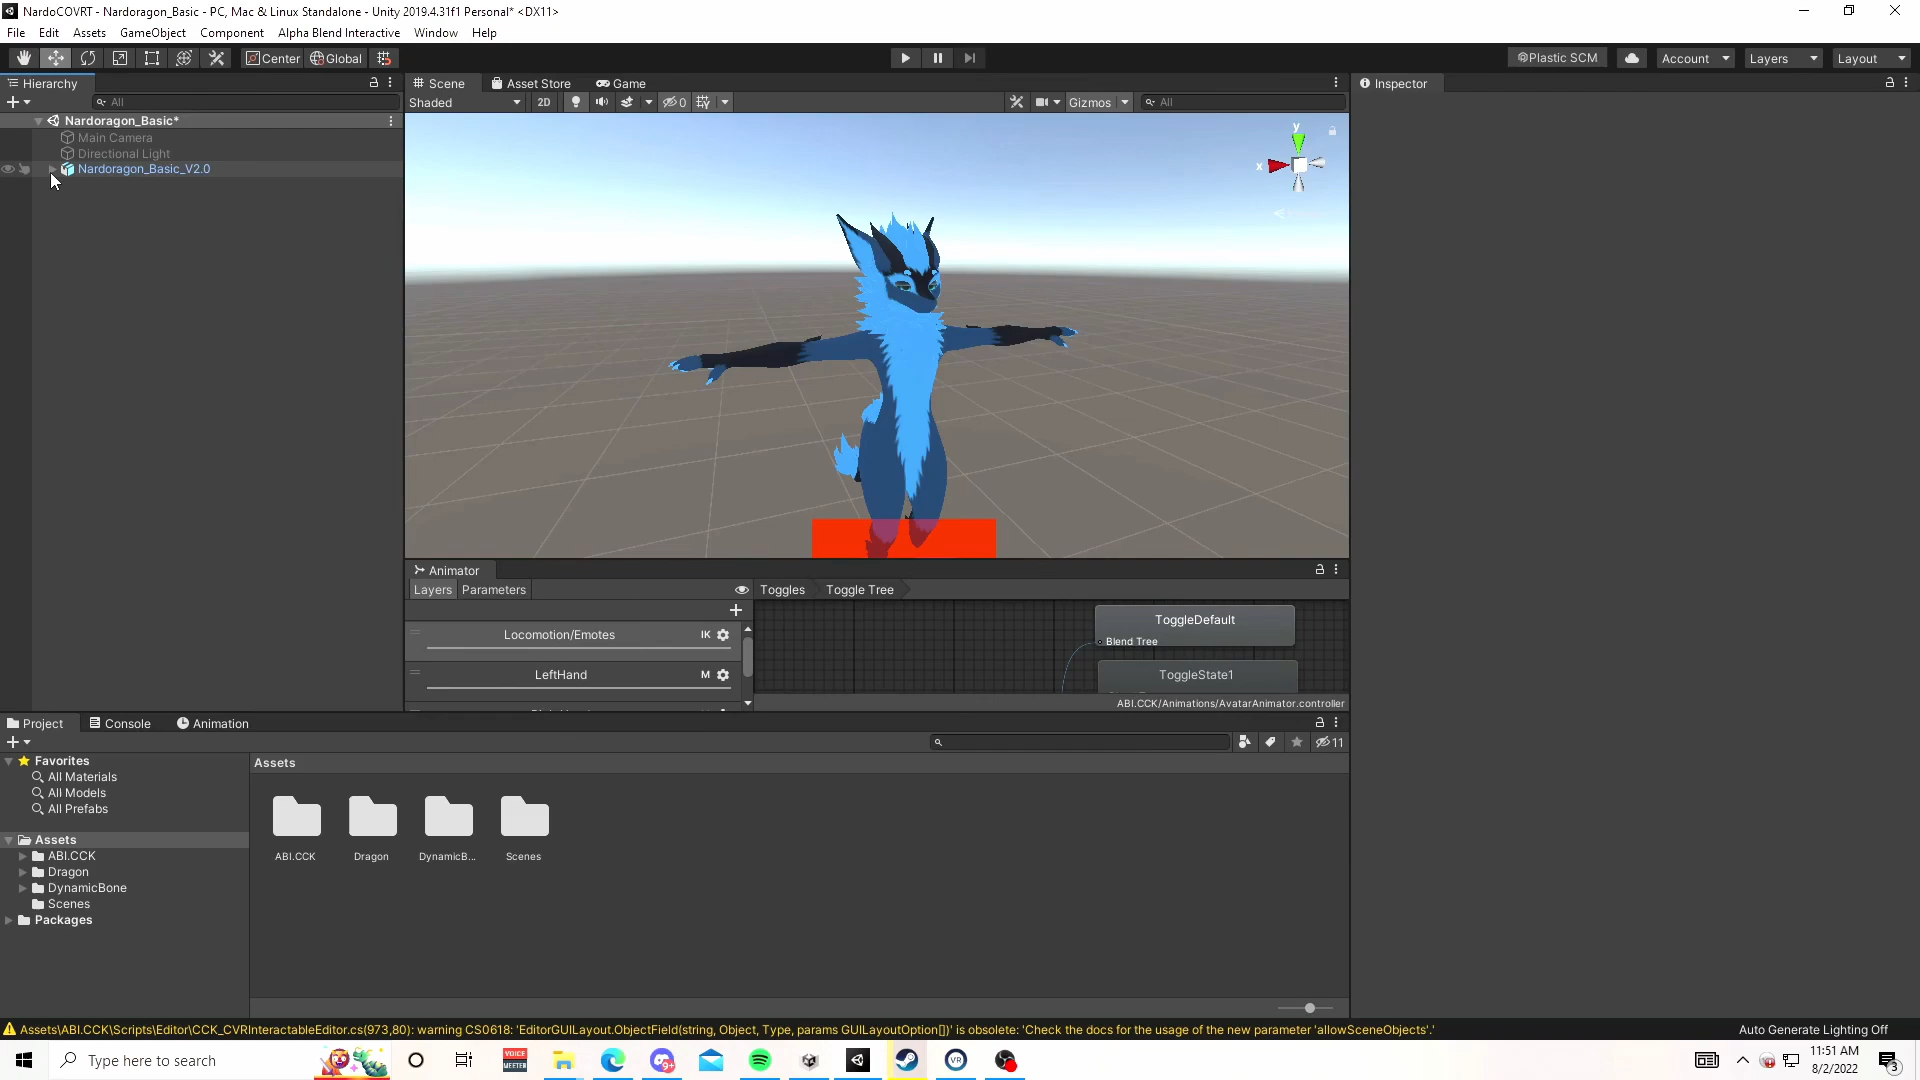 NardoCOVRT - Nardoragon_Basic - PC, Mac & Linux Standalone - Unity 2019.4.31f1 Personal* <DX11>
File Edit Assets GameObject Component Alpha Blend Interactive Window Help
Center Global Plastic SCM Account Layers Layout
Hierarchy Scene Asset Store Game Inspector
All Shaded 2D 0 Gizmos All
Nardoragon_Basic*
Main Camera
Directional Light
Nardoragon_Basic_V2.0
y
x
Animator
Layers Parameters Toggles Toggle Tree
ToggleDefault
Locomotion/Emotes IK
Blend Tree
LeftHand M ToggleState1
ABI.CCK/Animations/AvatarAnimator.controller
Project Console Animation
11
Favorites Assets
All Materials
All Models
All Prefabs
Assets
ABI.CCK Dragon DynamicB... Scenes
ABI.CCK
Dragon
DynamicBone
Scenes
Packages
Assets\ABI.CCK\Scripts\Editor\CCK_CVRInteractableEditor.cs(973,80): warning CS0618: 'EditorGUILayout.ObjectField(string, Object, Type, params GUILayoutOption[])' is obsolete: 'Check the docs for the usage of the new parameter 'allowSceneObjects'.' Auto Generate Lighting Off
Type here to search VOICE MEETER 9+ VR 11:51 AM
8/2/2022 3